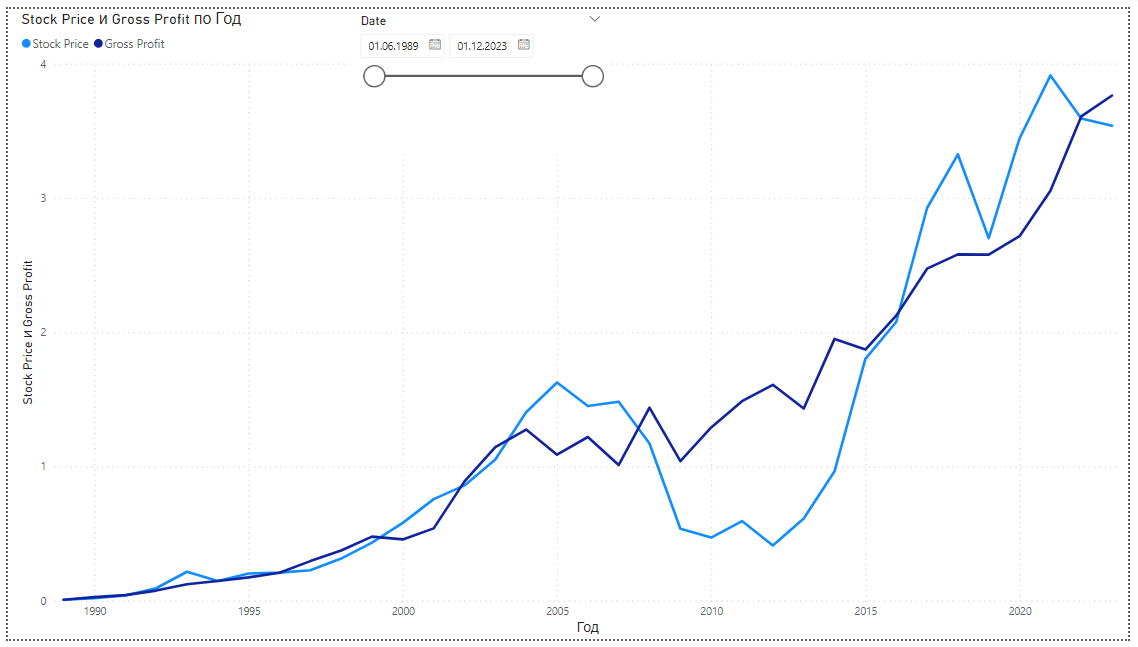 Stock Price и Gross Profit по Год
Stock Price Gross Profit
Date
01.06.1989 01.12.2023
4
3
2
1
0
Stock Price и Gross Profit
1990 1995 2000 2005 2010 2015 2020
Год